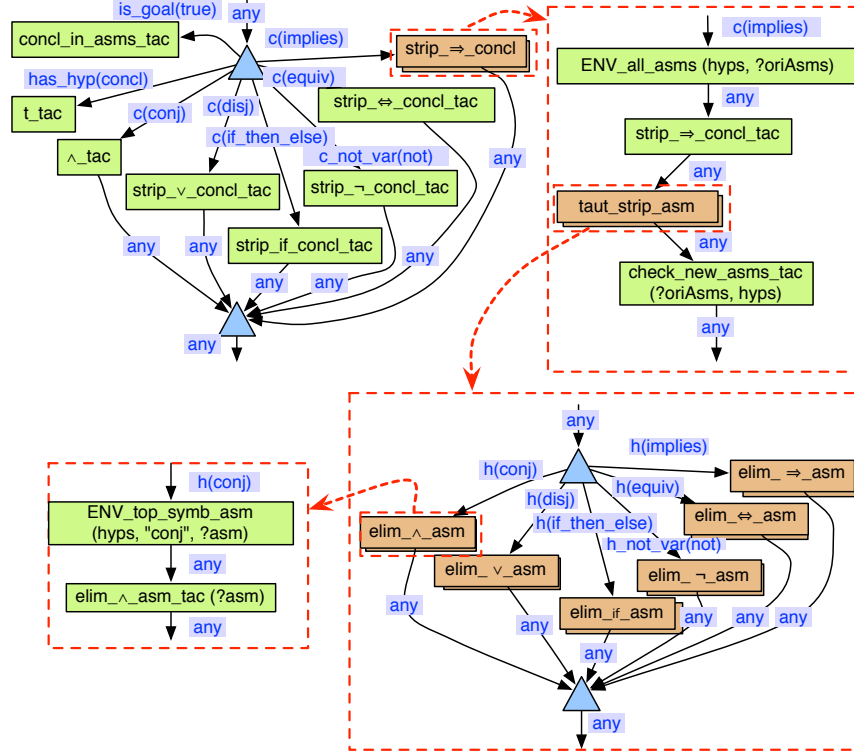 is_goal(true)
any
concl_in_asms_tac
c(implies)
strip_⇒_concl
has_hyp(concl)
c(equiv)
t_tac
c(conj)
c(disj)
strip_⇔_concl_tac
c(if_then_else)
∧_tac
c_not_var(not)
any
strip_∨_concl_tac
strip_¬_concl_tac
any
any
strip_if_concl_tac
any
any
any
any
c(implies)
ENV_all_asms (hyps, ?oriAsms)
any
strip_⇒_concl_tac
any
taut_strip_asm
any
check_new_asms_tac
(?oriAsms, hyps)
any
h(conj)
ENV_top_symb_asm
(hyps, "conj", ?asm)
any
elim_∧_asm_tac (?asm)
any
any
h(implies)
h(conj)
elim_ ⇒_asm
h(equiv)
h(disj)
elim_⇔_asm
h(if_then_else)
elim_∧_asm
h_not_var(not)
elim_ ∨_asm
elim_ ¬_asm
any
elim_if_asm
any
any
any
any
any
any